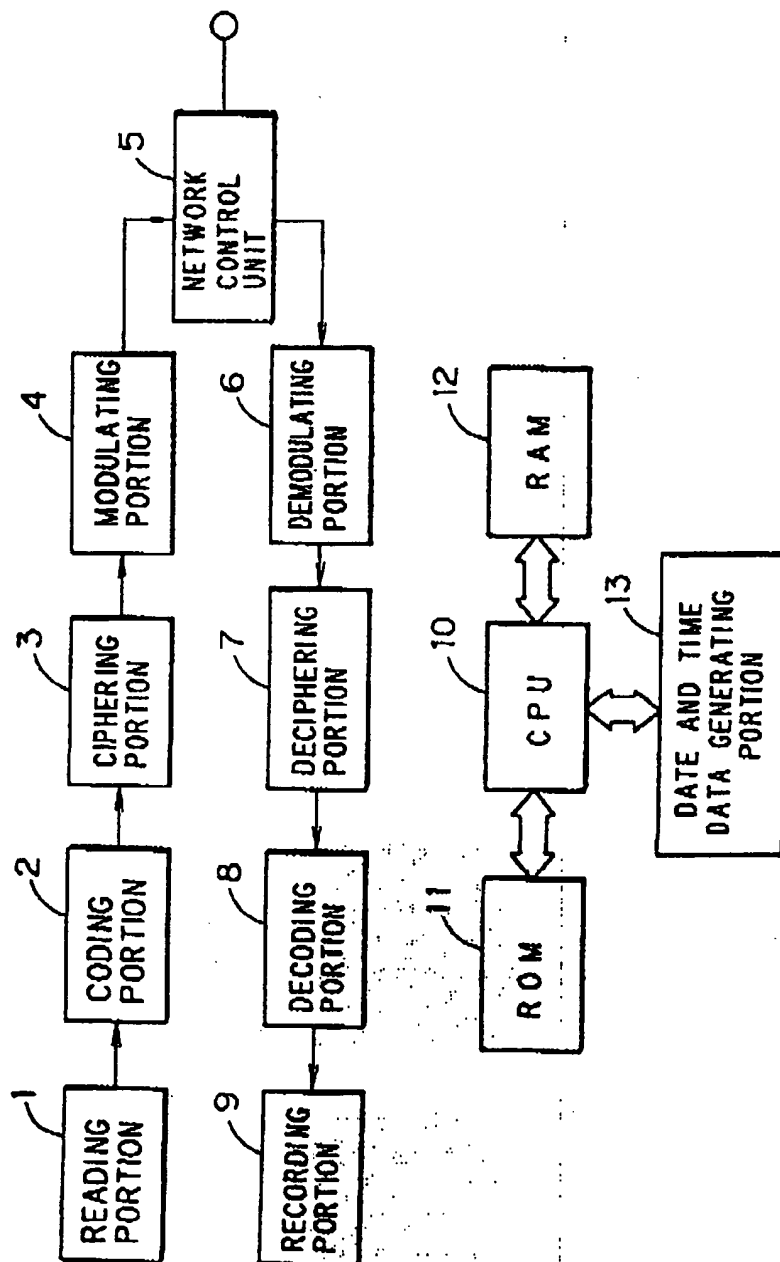 1
READING
PORTION
2
CODING
PORTION
3
CIPHERING
PORTION
4
MODULATING
PORTION
5
NETWORK
CONTROL
UNIT
9
RECORDING
PORTION
8
DECODING
PORTION
7
DECIPHERING
PORTION
6
DEMODULATING
PORTION
11
ROM
10
CPU
12
RAM
13
DATE AND TIME
DATA GENERATING
PORTION